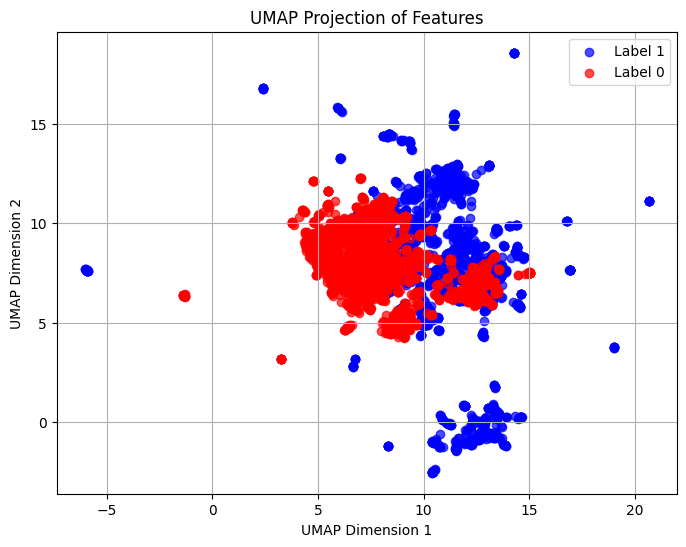 UMAP Projection of Features
Label 1
Label 0
UMAP Dimension 2
15
10
5
0
−5
0
5
10
15
20
UMAP Dimension 1